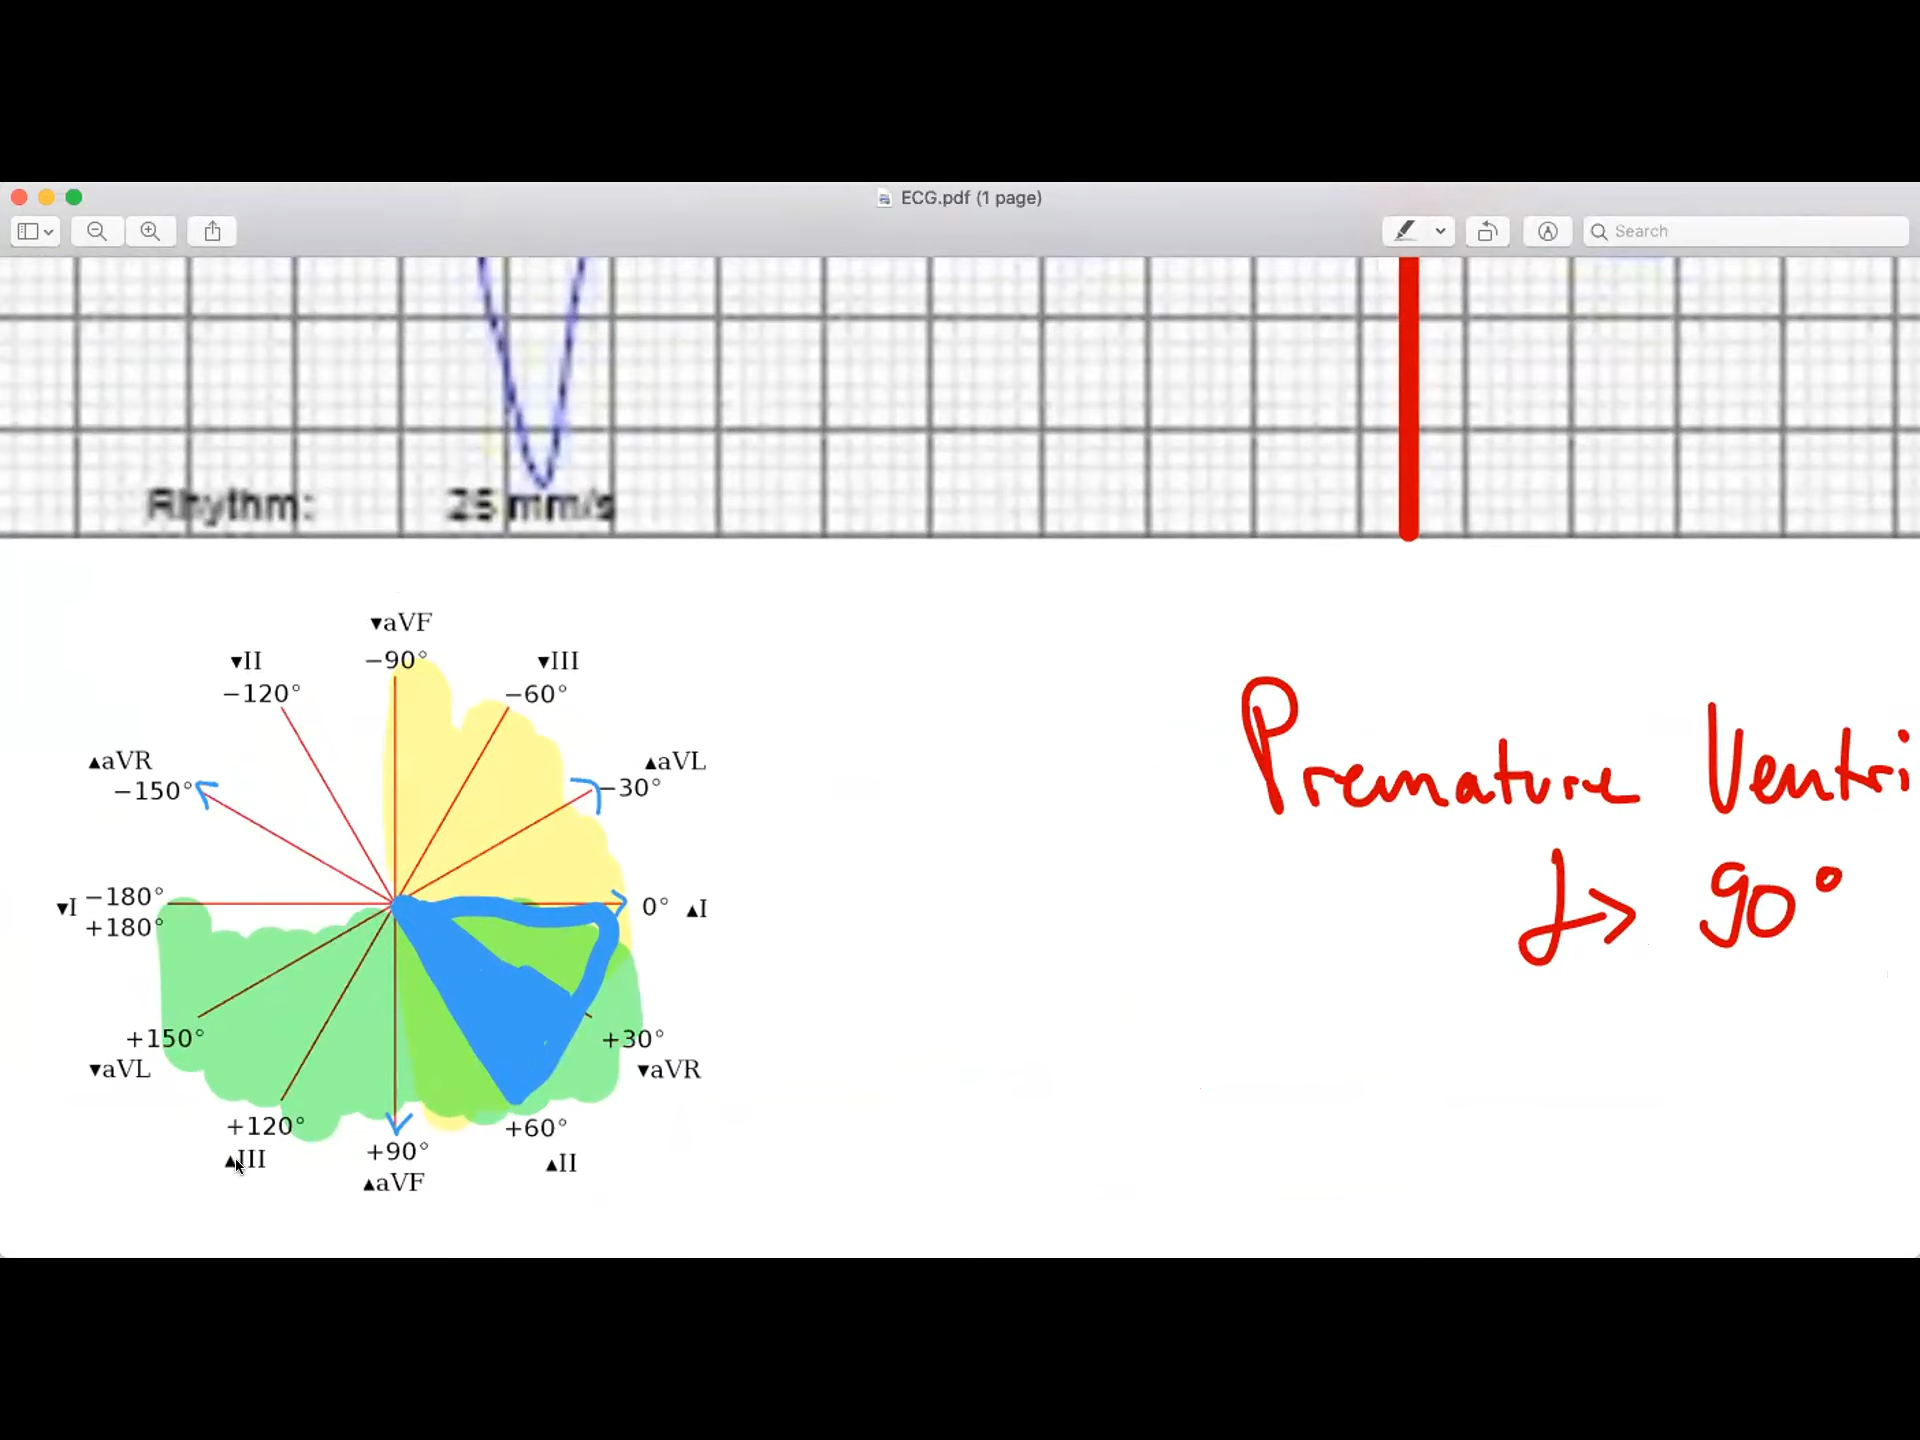 ECG.pdf (1 page)
Search
Rhythm: 25 mm/s
▾aVF
−90°
▾II
−120°
▾III
−60°
▴aVR
−150°
▴aVL
−30°
▾I −180°
+180°
0° ▴I
+150°
▾aVL
+30°
▾aVR
+120°
▴III
+90°
▴aVF
+60°
▴II
Premature Ventri
90°